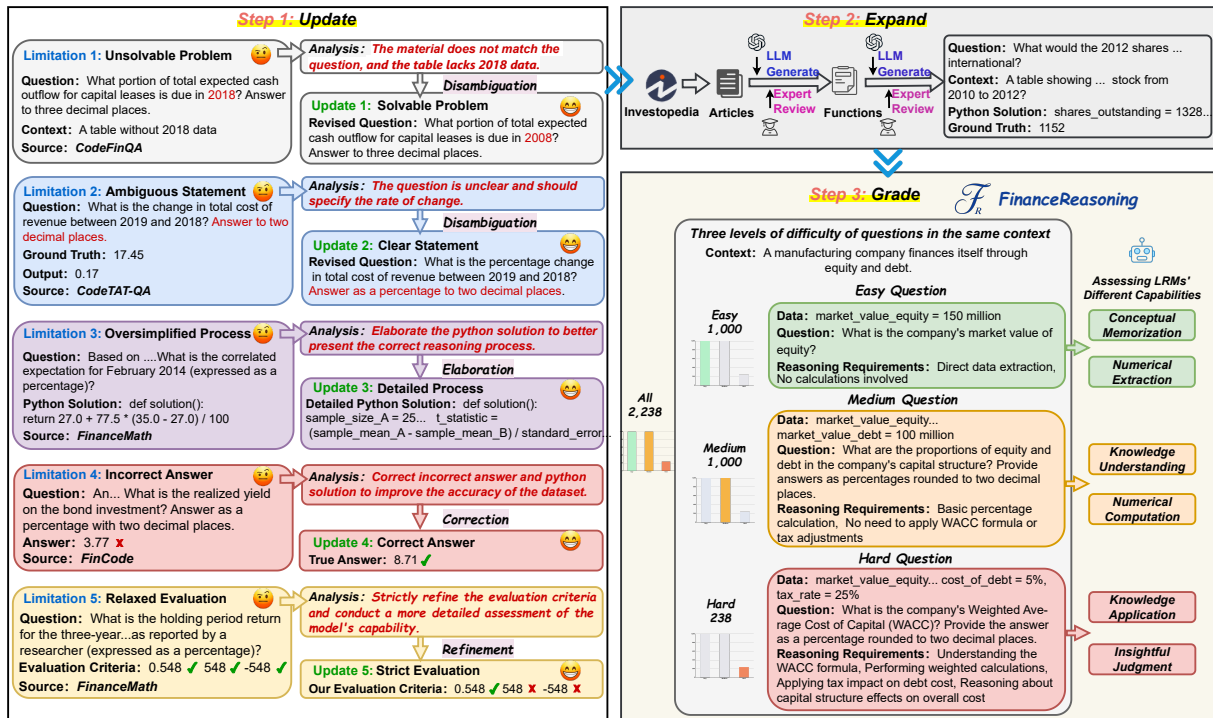 Step 1: Update
Limitation 1: Unsolvable Problem
Question: What portion of total expected cash
outflow for capital leases is due in 2018? Answer
to three decimal places.
Context: A table without 2018 data
Source: CodeFinQA
Analysis: The material does not match the
question, and the table lacks 2018 data.
Disambiguation
Update 1: Solvable Problem
Revised Question: What portion of total expected
cash outflow for capital leases is due in 2008?
Answer to three decimal places.
Limitation 2: Ambiguous Statement
Question: What is the change in total cost of
revenue between 2019 and 2018? Answer to two
decimal places.
Ground Truth: 17.45
Output: 0.17
Source: CodeTAT-QA
Analysis: The question is unclear and should
specify the rate of change.
Disambiguation
Update 2: Clear Statement
Revised Question: What is the percentage change
in total cost of revenue between 2019 and 2018?
Answer as a percentage to two decimal places.
Limitation 3: Oversimplified Process
Question: Based on ....What is the correlated
expectation for February 2014 (expressed as a
percentage)?
Python Solution: def solution():
return 27.0 + 77.5 * (35.0 - 27.0) / 100
Source: FinanceMath
Analysis: Elaborate the python solution to better
present the correct reasoning process.
Elaboration
Update 3: Detailed Process
Detailed Python Solution: def solution():
sample_size_A = 25... t_statistic =
(sample_mean_A - sample_mean_B) / standard_error...
Limitation 4: Incorrect Answer
Question: An... What is the realized yield
on the bond investment? Answer as a
percentage with two decimal places.
Answer: 3.77 ✘
Source: FinCode
Analysis: Correct incorrect answer and python
solution to improve the accuracy of the dataset.
Correction
Update 4: Correct Answer
True Answer: 8.71 ✔
Limitation 5: Relaxed Evaluation
Question: What is the holding period return
for the three-year...as reported by a
researcher (expressed as a percentage)?
Evaluation Criteria: 0.548 ✔ 548 ✔ -548 ✔
Source: FinanceMath
Analysis: Strictly refine the evaluation criteria
and conduct a more detailed assessment of the
model's capability.
Refinement
Update 5: Strict Evaluation
Our Evaluation Criteria: 0.548 ✔ 548 ✘ -548 ✘
Step 2: Expand
Investopedia
Articles
LLM
Generate
Expert
Review
Functions
LLM
Generate
Expert
Review
Question: What would the 2012 shares ...
international?
Context: A table showing ... stock from
2010 to 2012?
Python Solution: shares_outstanding = 1328...
Ground Truth: 1152
Step 3: Grade
F R FinanceReasoning
Three levels of difficulty of questions in the same context
Context: A manufacturing company finances itself through
equity and debt.
All
2,238
Easy
1,000
Easy Question
Data: market_value_equity = 150 million
Question: What is the company's market value of
equity?
Reasoning Requirements: Direct data extraction,
No calculations involved
Medium
1,000
Medium Question
Data: market_value_equity...
market_value_debt = 100 million
Question: What are the proportions of equity and
debt in the company's capital structure? Provide
answers as percentages rounded to two decimal
places.
Reasoning Requirements: Basic percentage
calculation, No need to apply WACC formula or
tax adjustments
Hard
238
Hard Question
Data: market_value_equity... cost_of_debt = 5%,
tax_rate = 25%
Question: What is the company's Weighted Ave-
rage Cost of Capital (WACC)? Provide the answer
as a percentage rounded to two decimal places.
Reasoning Requirements: Understanding the
WACC formula, Performing weighted calculations,
Applying tax impact on debt cost, Reasoning about
capital structure effects on overall cost
Assessing LRMs'
Different Capabilities
Conceptual
Memorization
Numerical
Extraction
Knowledge
Understanding
Numerical
Computation
Knowledge
Application
Insightful
Judgment